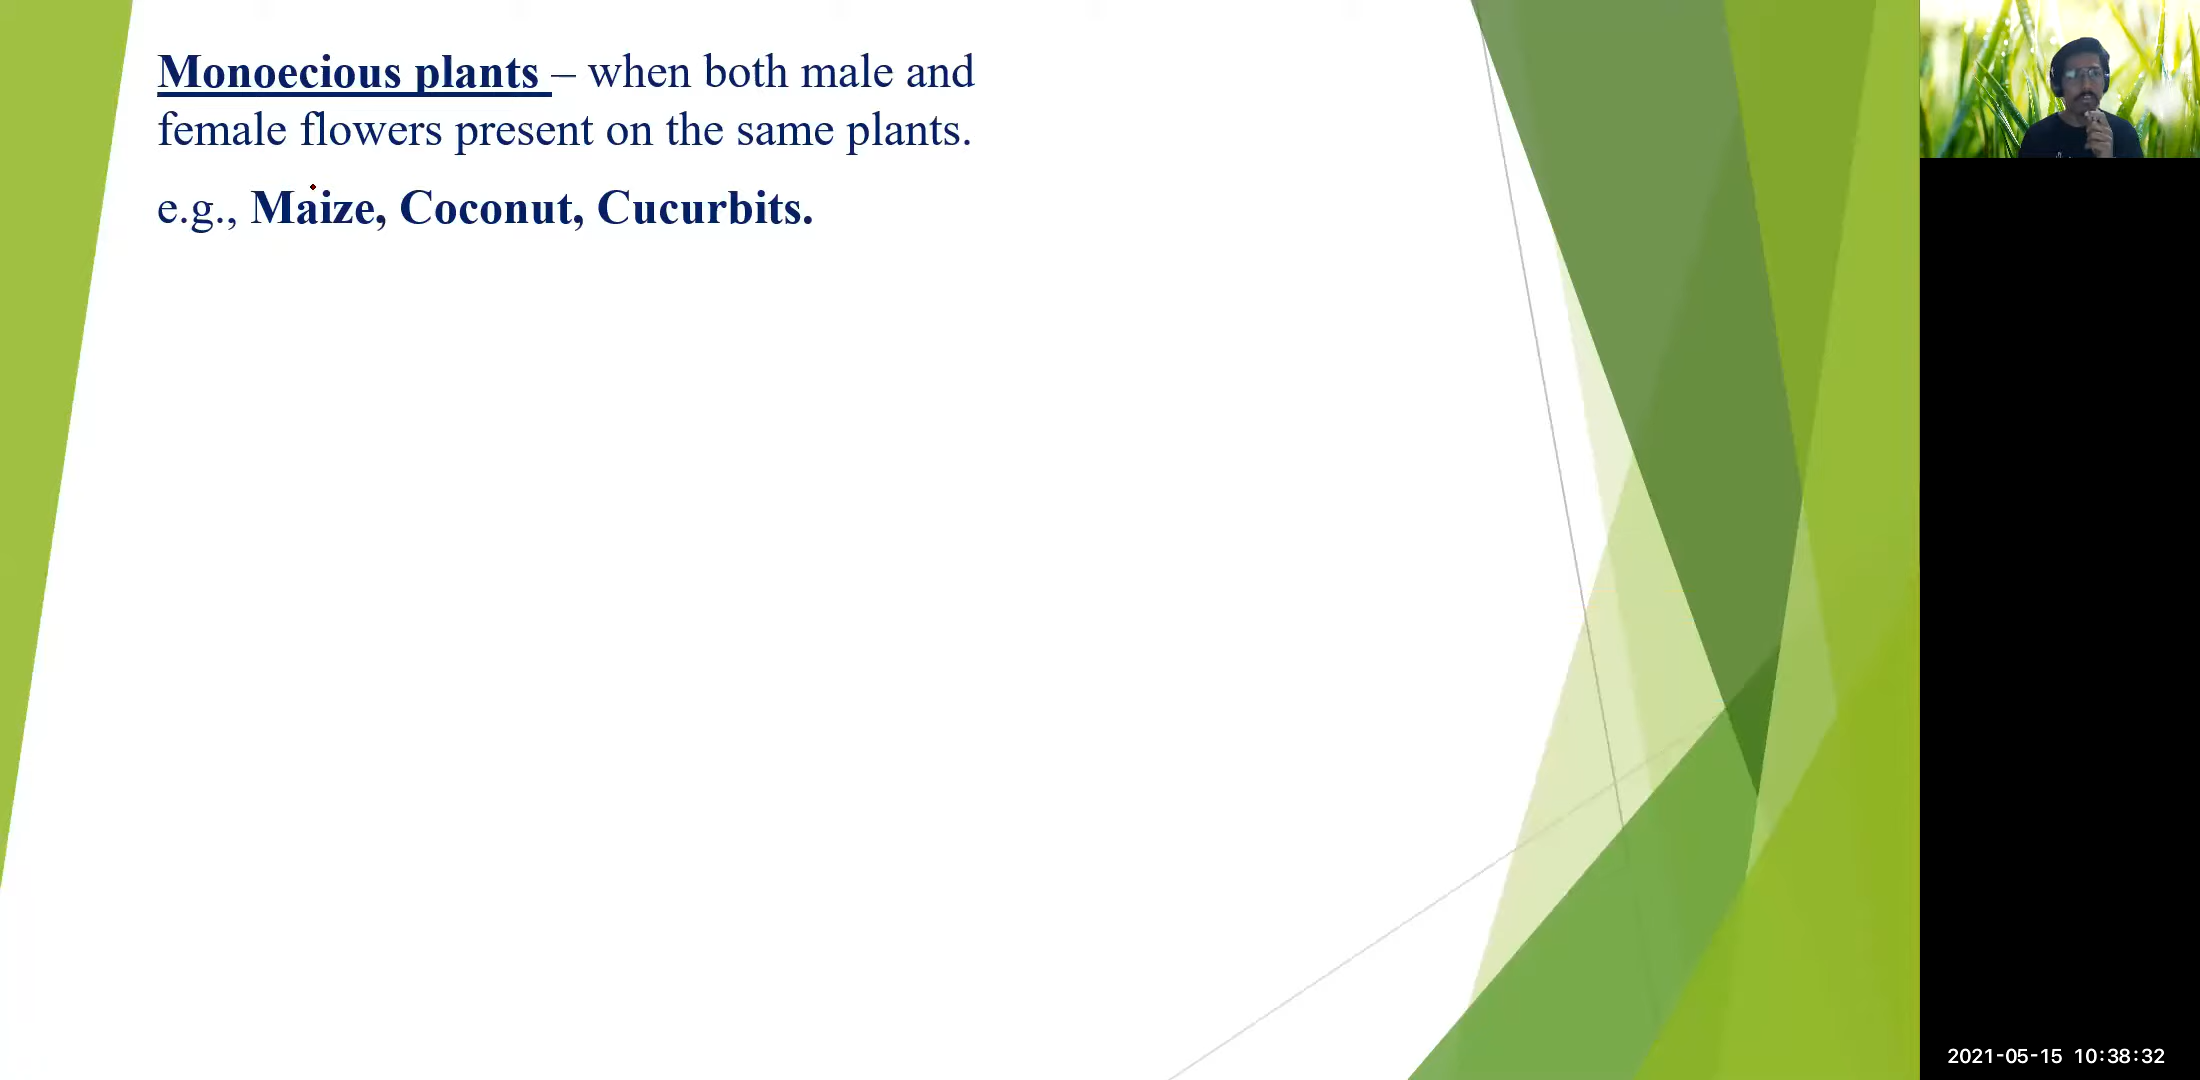 Monoecious plants – when both male and
female flowers present on the same plants.
e.g., Maize, Coconut, Cucurbits.
2021-05-15 10:38:32